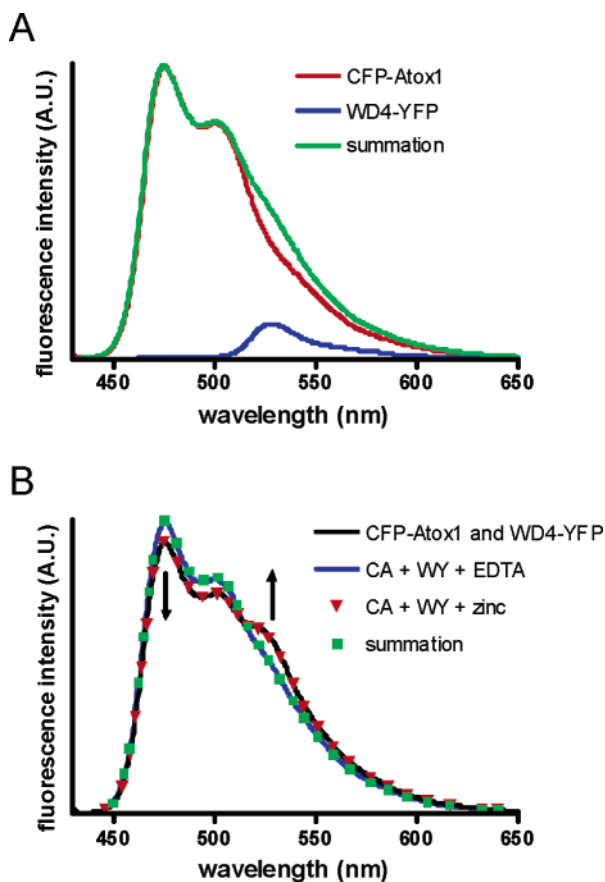 A
fluorescence intensity (A.U.)
CFP-Atox1
WD4-YFP
summation
450 500 550 600 650
wavelength (nm)
B
fluorescence intensity (A.U.)
CFP-Atox1 and WD4-YFP
CA + WY + EDTA
CA + WY + zinc
summation
450 500 550 600 650
wavelength (nm)